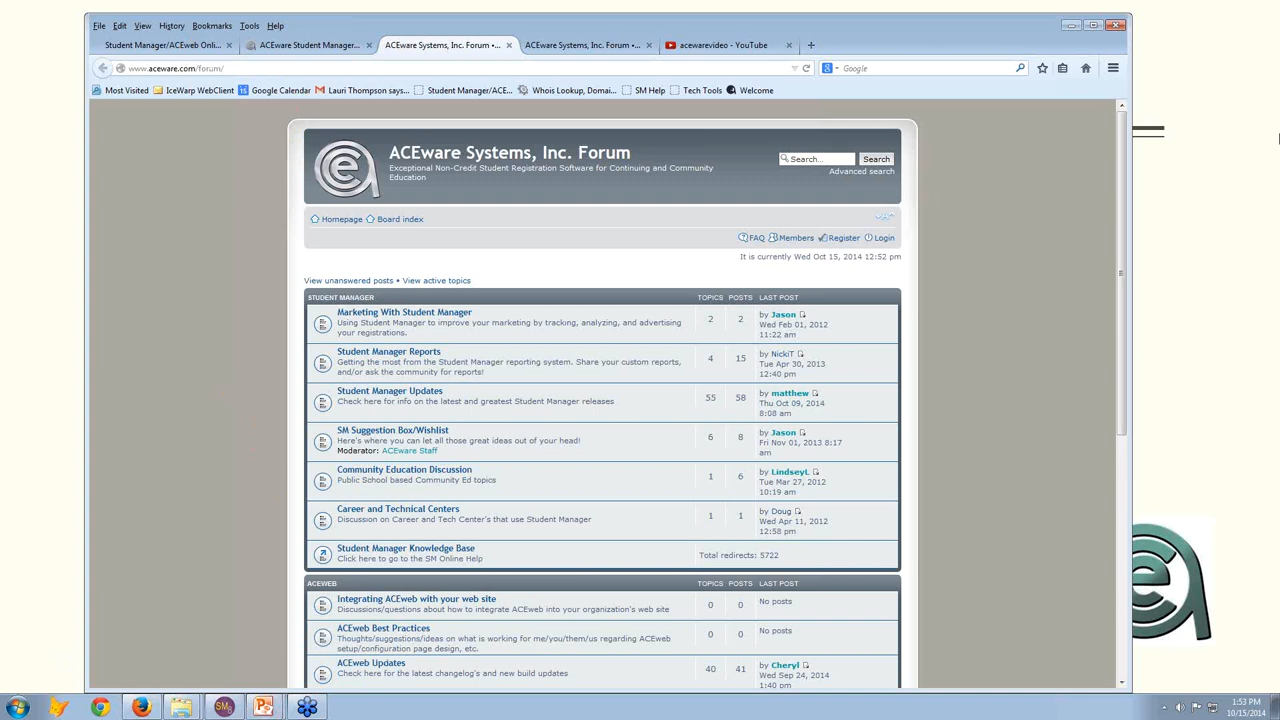 File Edit View History Bookmarks Tools Help
Student Manager/ACEweb Onli... ACEware Student Manager... ACEware Systems, Inc. Forum •... ACEware Systems, Inc. Forum •... acewarevideo - YouTube
www.aceware.com/forum/ Google
Most Visited IceWarp WebClient Google Calendar Lauri Thompson says... Student Manager/ACE... Whois Lookup, Domai... SM Help Tech Tools Welcome
ACEware Systems, Inc. Forum
Exceptional Non-Credit Student Registration Software for Continuing and Community
Education
Search... Search
Advanced search
Homepage Board index
FAQ Members Register Login
It is currently Wed Oct 15, 2014 12:52 pm
View unanswered posts • View active topics
STUDENT MANAGER TOPICS POSTS LAST POST
Marketing With Student Manager
Using Student Manager to improve your marketing by tracking, analyzing, and advertising
your registrations.
2 2
by Jason
Wed Feb 01, 2012
11:22 am
Student Manager Reports
Getting the most from the Student Manager reporting system. Share your custom reports,
and/or ask the community for reports!
4 15
by NickiT
Tue Apr 30, 2013
12:40 pm
Student Manager Updates
Check here for info on the latest and greatest Student Manager releases
55 58
by matthew
Thu Oct 09, 2014
8:08 am
SM Suggestion Box/Wishlist
Here's where you can let all those great ideas out of your head!
Moderator: ACEware Staff
6 8
by Jason
Fri Nov 01, 2013 8:17
am
Community Education Discussion
Public School based Community Ed topics
1 6
by LindseyL
Tue Mar 27, 2012
10:19 am
Career and Technical Centers
Discussion on Career and Tech Center's that use Student Manager
1 1
by Doug
Wed Apr 11, 2012
12:58 pm
Student Manager Knowledge Base
Click here to go to the SM Online Help
Total redirects: 5722
ACEWEB TOPICS POSTS LAST POST
Integrating ACEweb with your web site
Discussions/questions about how to integrate ACEweb into your organization's web site
0 0 No posts
ACEweb Best Practices
Thoughts/suggestions/ideas on what is working for me/you/them/us regarding ACEweb
setup/configuration page design, etc.
0 0 No posts
ACEweb Updates
Check here for the latest changelog's and new build updates
40 41
by Cheryl
Wed Sep 24, 2014
1:40 pm
1:53 PM
10/15/2014